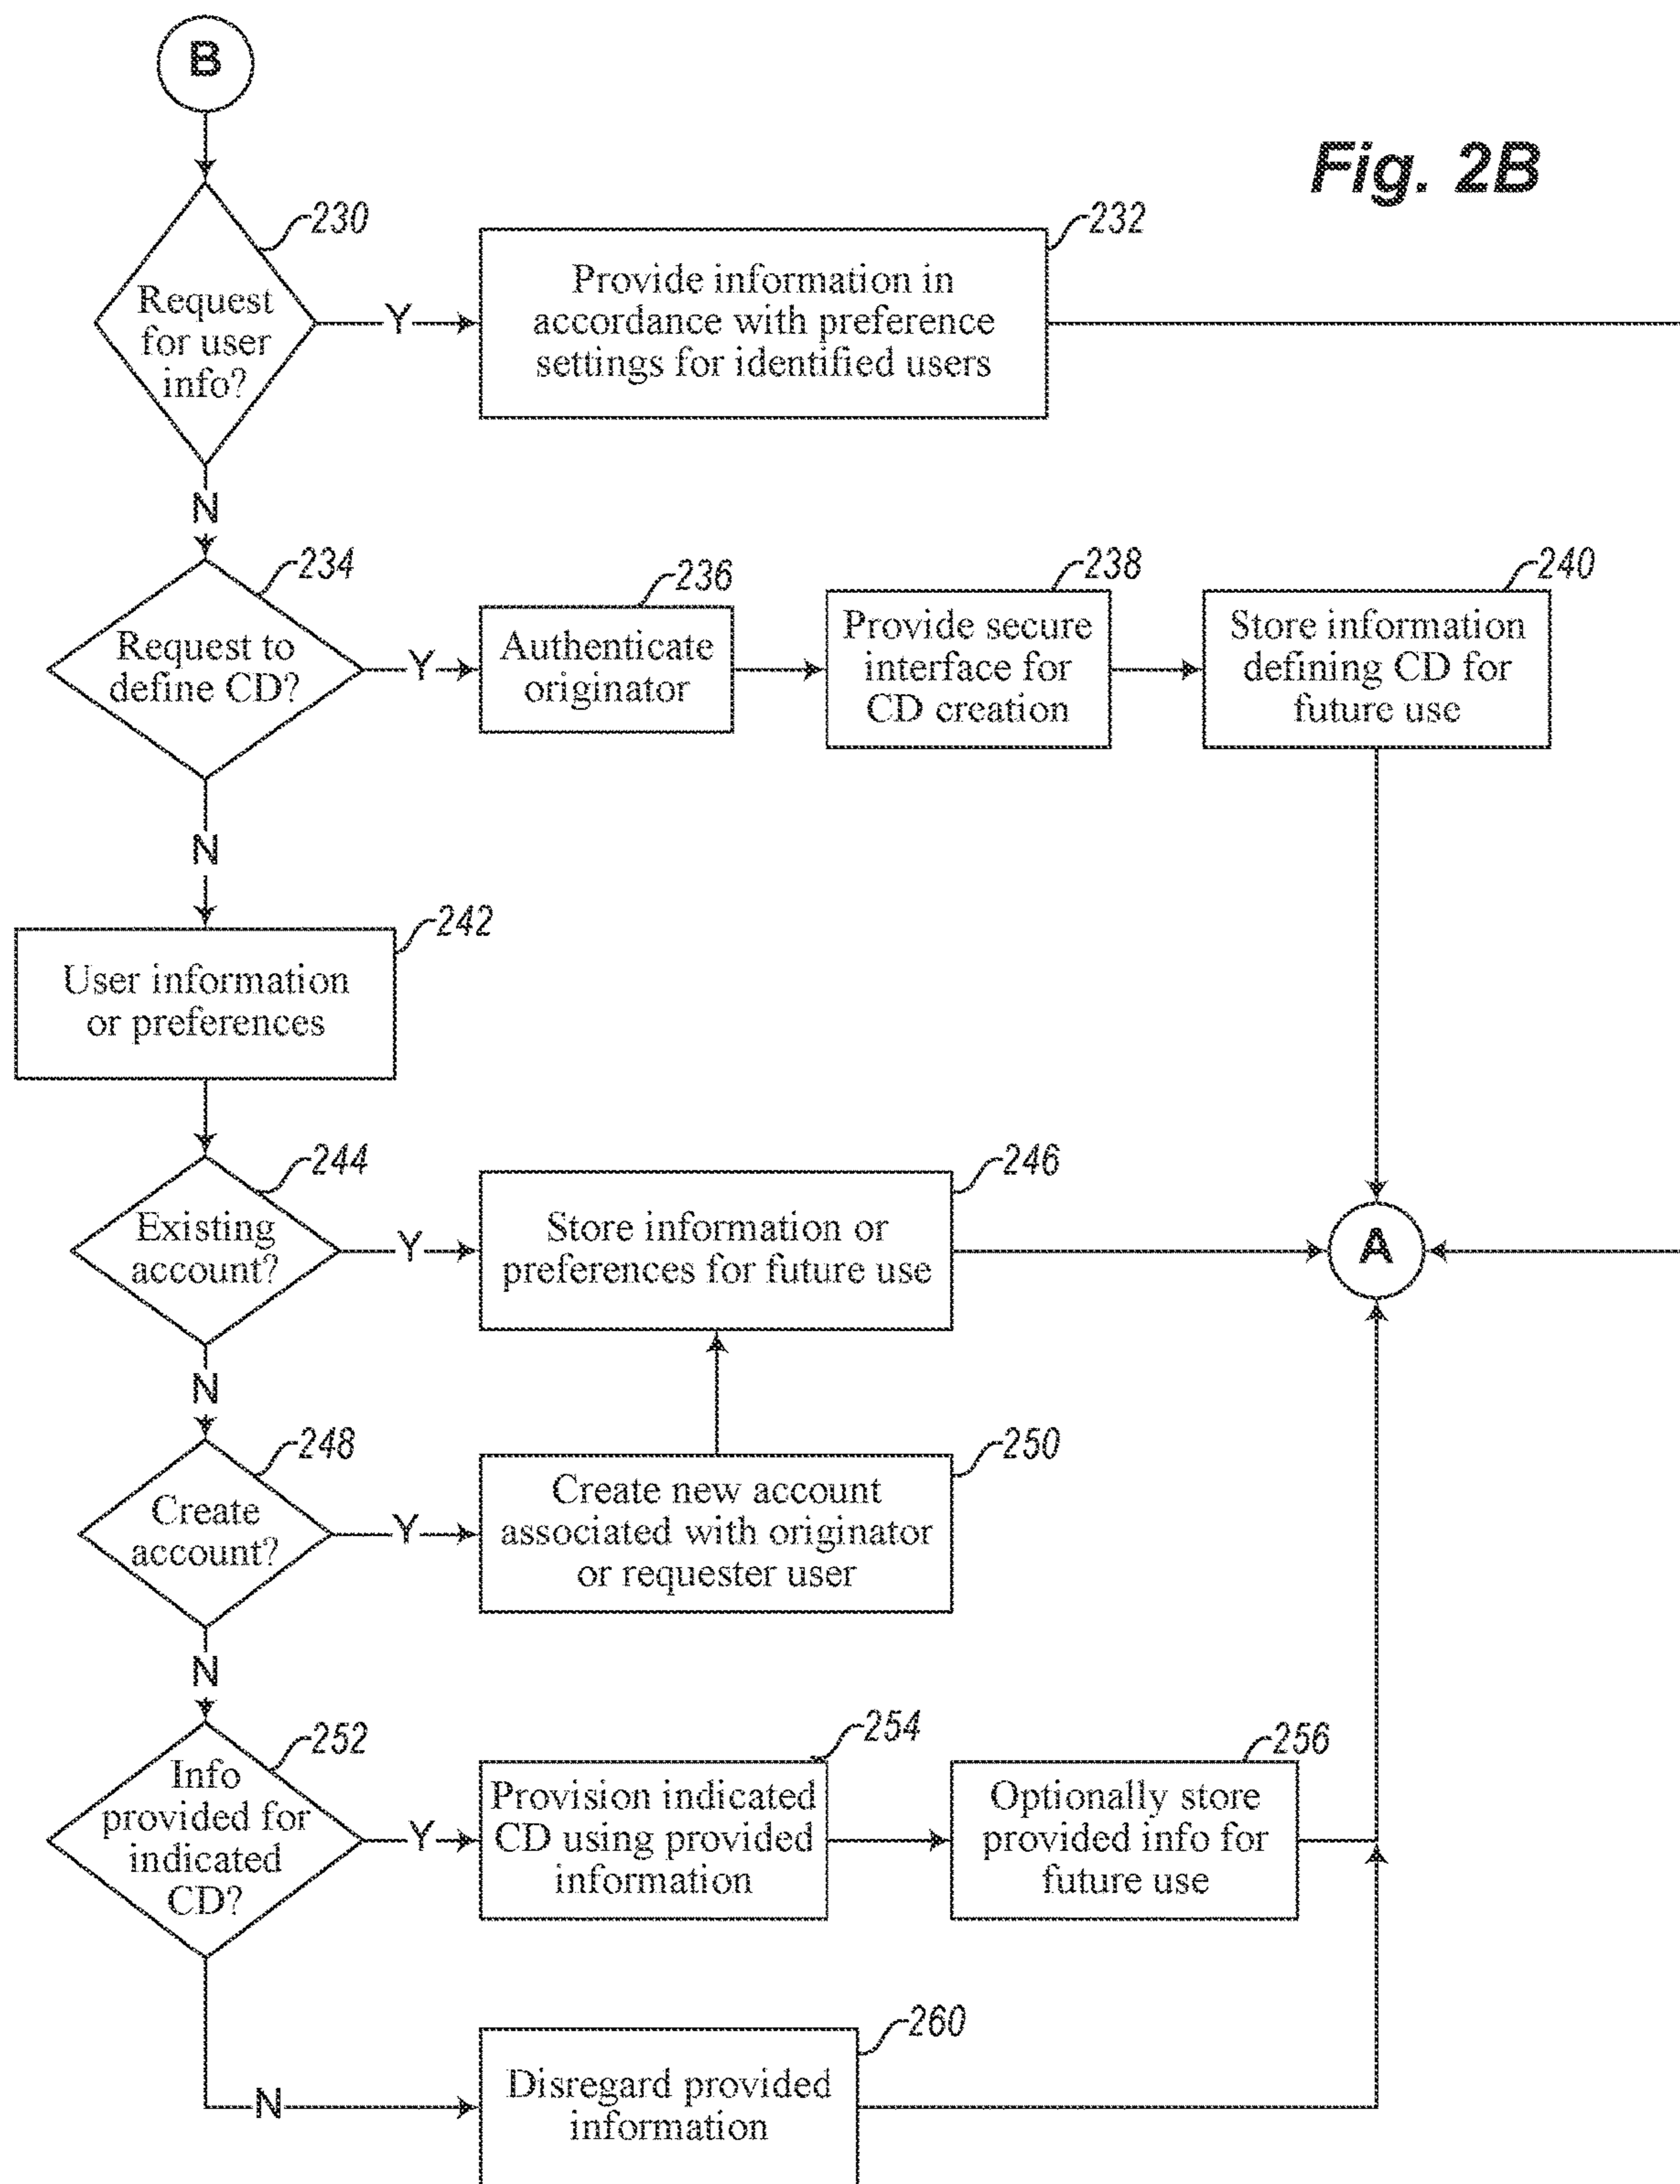 B
Fig. 2B
230
Request
for user
info?
Y
232
Provide information in
accordance with preference
settings for identified users
N
234
Request to
define CD?
Y
236
Authenticate
originator
238
Provide secure
interface for
CD creation
240
Store information
defining CD for
future use
N
242
User information
or preferences
244
Existing
account?
Y
246
Store information or
preferences for future use
A
N
248
Create
account?
Y
250
Create new account
associated with originator
or requester user
N
252
Info
provided for
indicated
CD?
Y
254
Provision indicated
CD using provided
information
256
Optionally store
provided info for
future use
N
260
Disregard provided
information